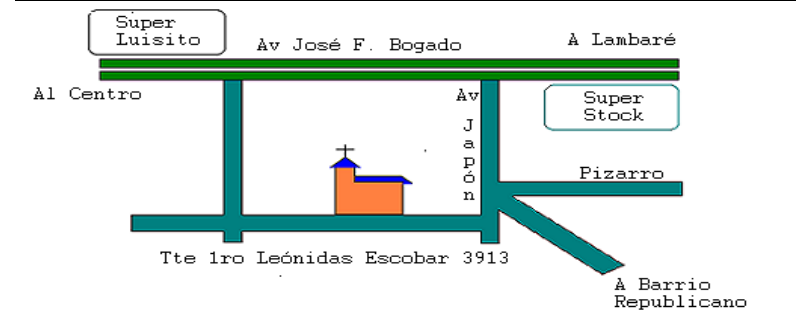 Super
Luisito
Av José F. Bogado
A Lambaré
Al Centro
Av
Japón
Super
Stock
Pizarro
Tte 1ro Leónidas Escobar 3913
A Barrio
Republicano